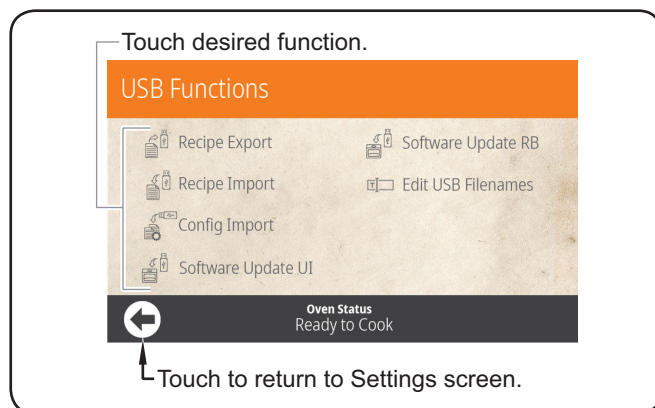 Touch desired function.
USB Functions
Recipe Export
Recipe Import
Config Import
Software Update UI
Software Update RB
Edit USB Filenames
Oven Status
Ready to Cook
Touch to return to Settings screen.